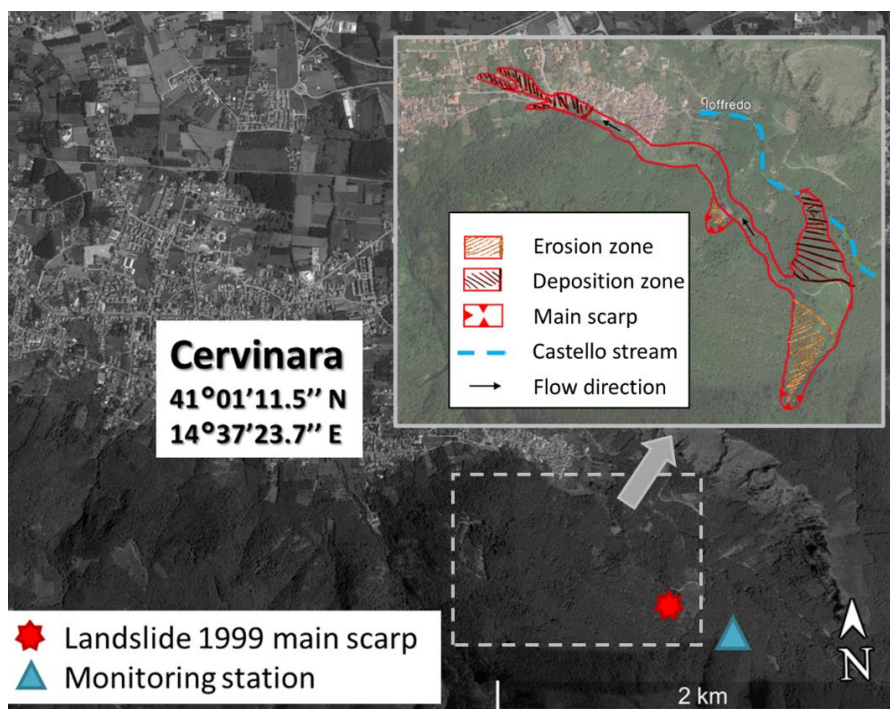 Ioffredo
Erosion zone
Deposition zone
Main scarp
Castello stream
Flow direction
Cervinara
41°01’11.5’’ N
14°37’23.7’’ E
Landslide 1999 main scarp
Monitoring station
N
2 km